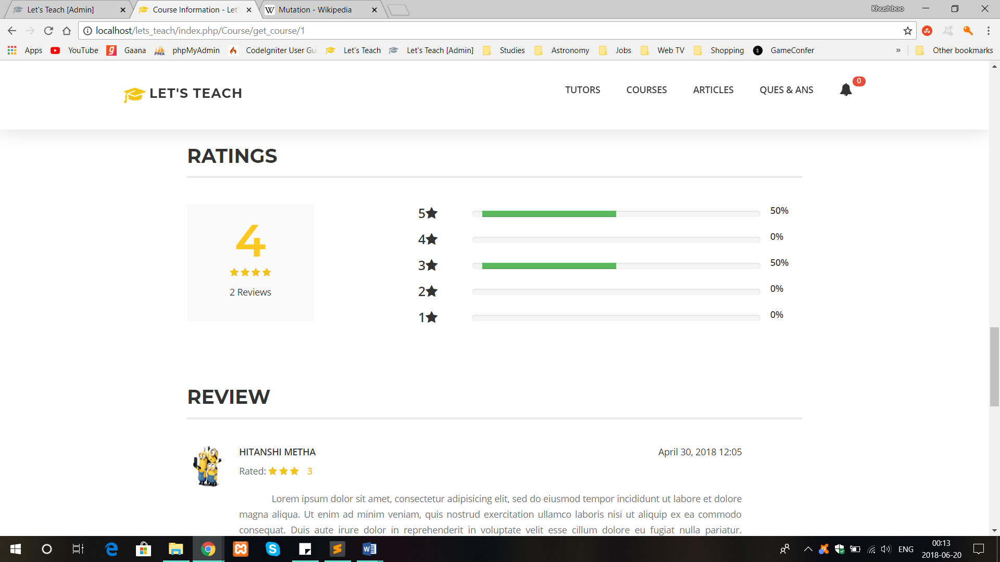 Let's Teach [Admin]
Course Information - Let'
Mutation - Wikipedia
Khushboo
localhost/lets_teach/index.php/Course/get_course/1
Apps
YouTube
Gaana
phpMyAdmin
CodeIgniter User Gu
Let's Teach
Let's Teach [Admin]
Studies
Astronomy
Jobs
Web TV
Shopping
GameConfer
»
Other bookmarks
LET'S TEACH
TUTORS
COURSES
ARTICLES
QUES & ANS
0
RATINGS
4
2 Reviews
5 50%
4 0%
3 50%
2 0%
1 0%
REVIEW
HITANSHI METHA
April 30, 2018 12:05
Rated: 3
Lorem ipsum dolor sit amet, consectetur adipisicing elit, sed do eiusmod tempor incididunt ut labore et dolore
magna aliqua. Ut enim ad minim veniam, quis nostrud exercitation ullamco laboris nisi ut aliquip ex ea commodo
consequat. Duis aute irure dolor in reprehenderit in voluptate velit esse cillum dolore eu fugiat nulla pariatur.
ENG
00:13
2018-06-20